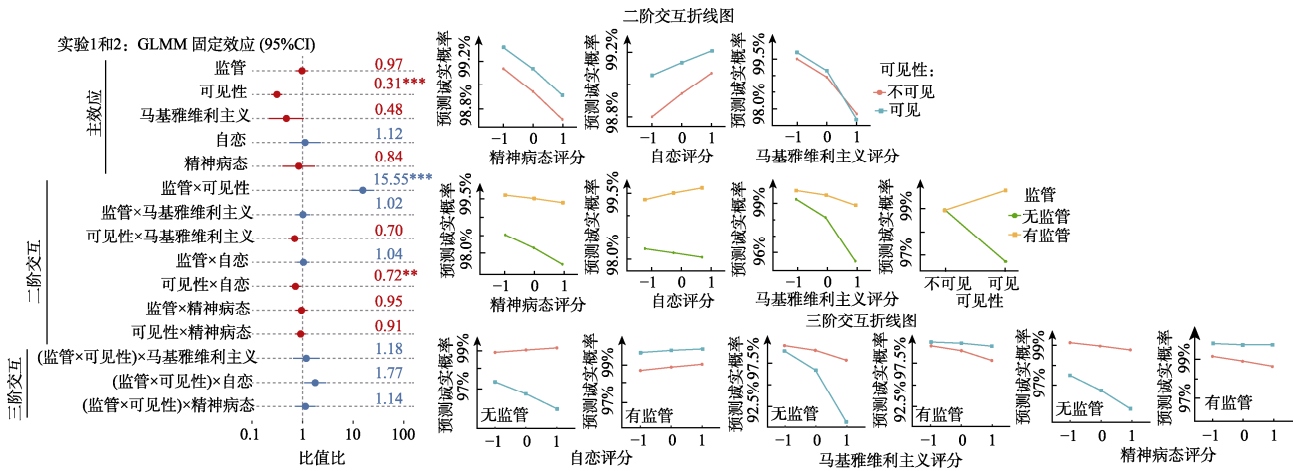 实验1和2：GLMM 固定效应 (95%CI)
主效应
监管 0.97
可见性 0.31***
马基雅维利主义 0.48
自恋 1.12
精神病态 0.84
二阶交互
监管×可见性 15.55***
监管×马基雅维利主义 1.02
可见性×马基雅维利主义 0.70
监管×自恋 1.04
可见性×自恋 0.72**
监管×精神病态 0.95
可见性×精神病态 0.91
三阶交互
(监管×可见性)×马基雅维利主义 1.18
(监管×可见性)×自恋 1.77
(监管×可见性)×精神病态 1.14
0.1 1 10 100
比值比
二阶交互折线图
预测诚实概率
99.2%
98.8%
−1 0 1
精神病态评分
预测诚实概率
99.2%
98.8%
−1 0 1
自恋评分
预测诚实概率
99.5%
98.0%
−1 0 1
马基雅维利主义评分
可见性：
不可见
可见
预测诚实概率
99.5%
98.0%
−1 0 1
精神病态评分
预测诚实概率
99.5%
98.0%
−1 0 1
自恋评分
预测诚实概率
99%
96%
−1 0 1
马基雅维利主义评分
预测诚实概率
99%
97%
不可见 可见
可见性
监管
无监管
有监管
三阶交互折线图
预测诚实概率
99%
97%
无监管
−1 0 1
预测诚实概率
99%
97%
有监管
−1 0 1
自恋评分
预测诚实概率
97.5%
92.5%
无监管
−1 0 1
预测诚实概率
97.5%
92.5%
有监管
−1 0 1
马基雅维利主义评分
预测诚实概率
99%
97%
无监管
−1 0 1
预测诚实概率
99%
97%
有监管
−1 0 1
精神病态评分